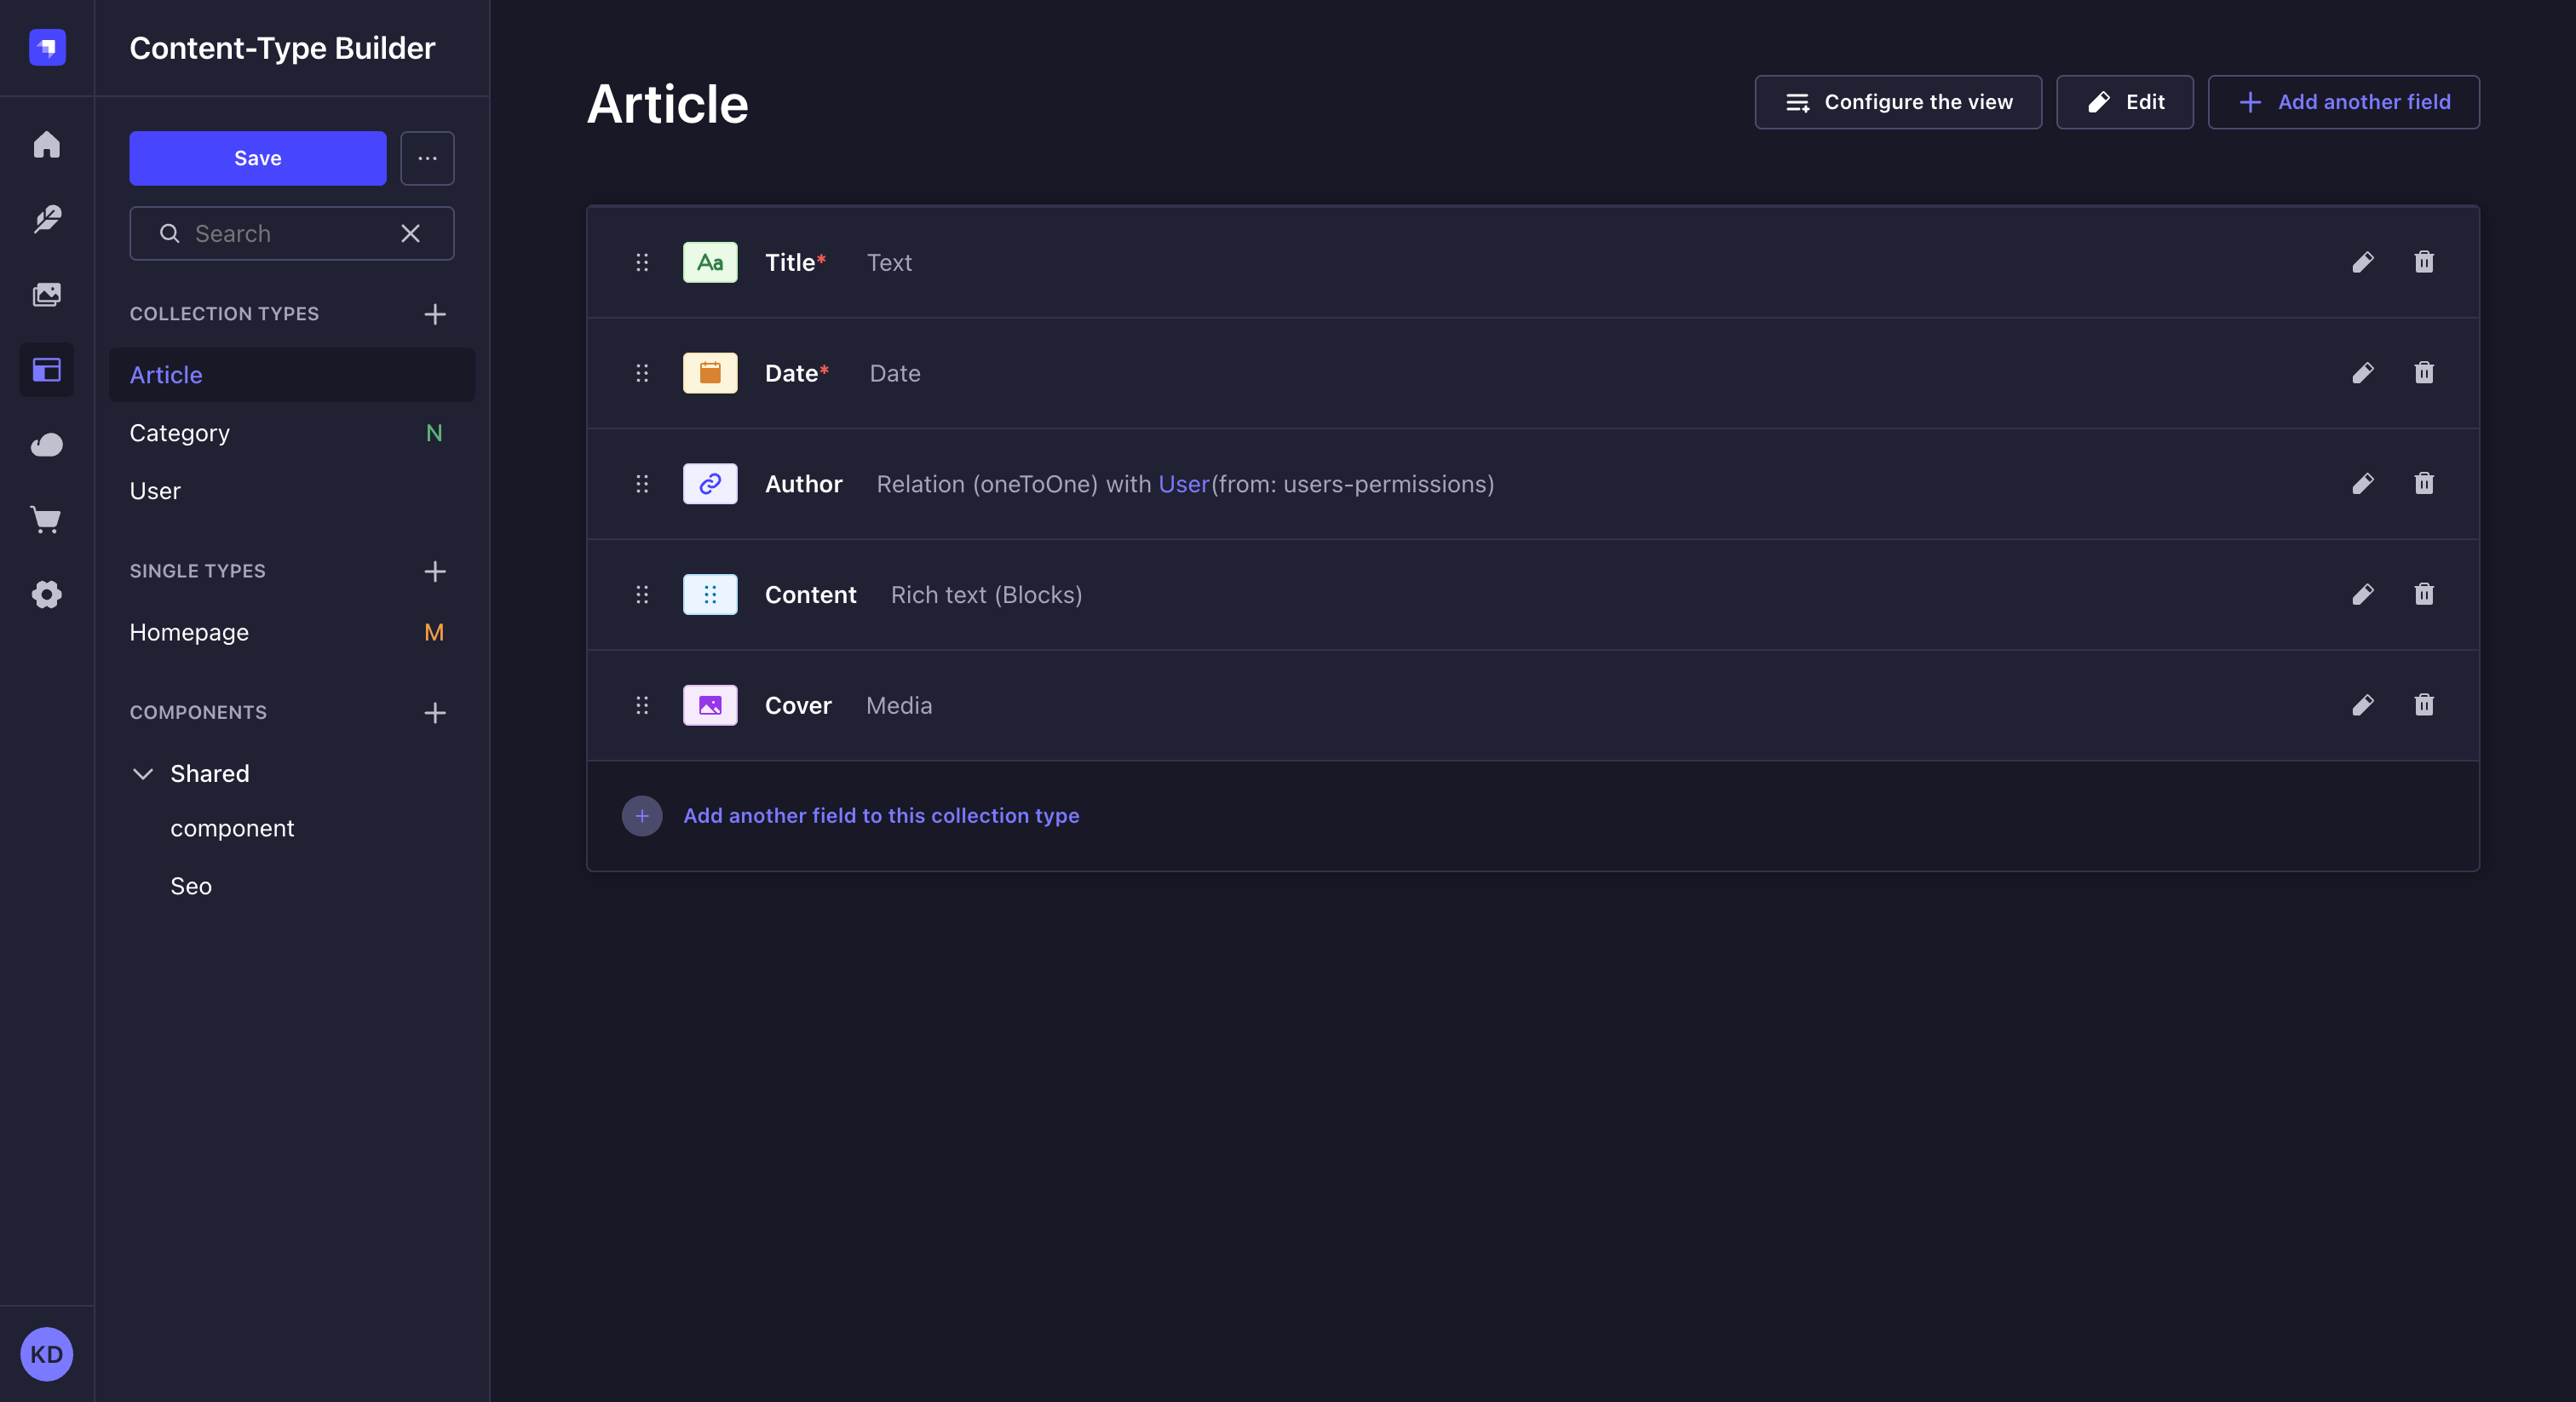 Content-Type Builder
Save
Search
COLLECTION TYPES
Article
Category N
User
SINGLE TYPES
Homepage M
COMPONENTS
Shared
component
Seo
KD
Article
Configure the view
Edit
Add another field
Aa Title* Text
Date* Date
Author Relation (oneToOne) with User(from: users-permissions)
Content Rich text (Blocks)
Cover Media
Add another field to this collection type